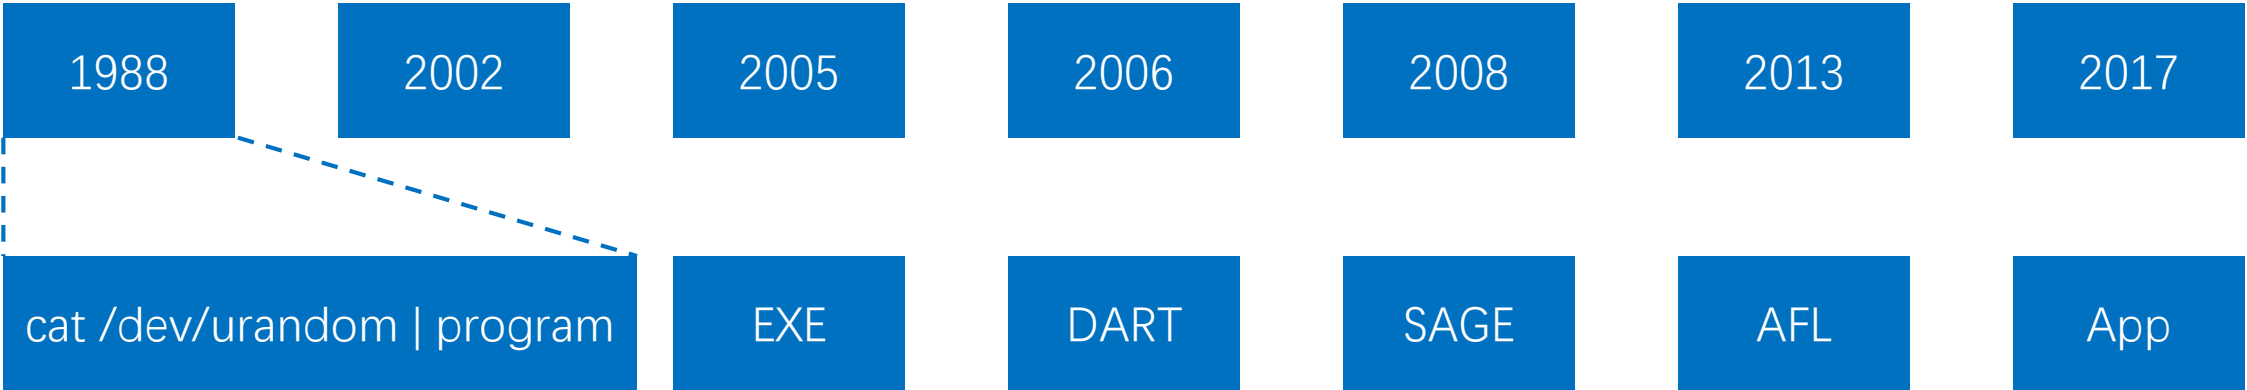 1988
2002
2005
2006
2008
2013
2017
cat /dev/urandom | program
EXE
DART
SAGE
AFL
App